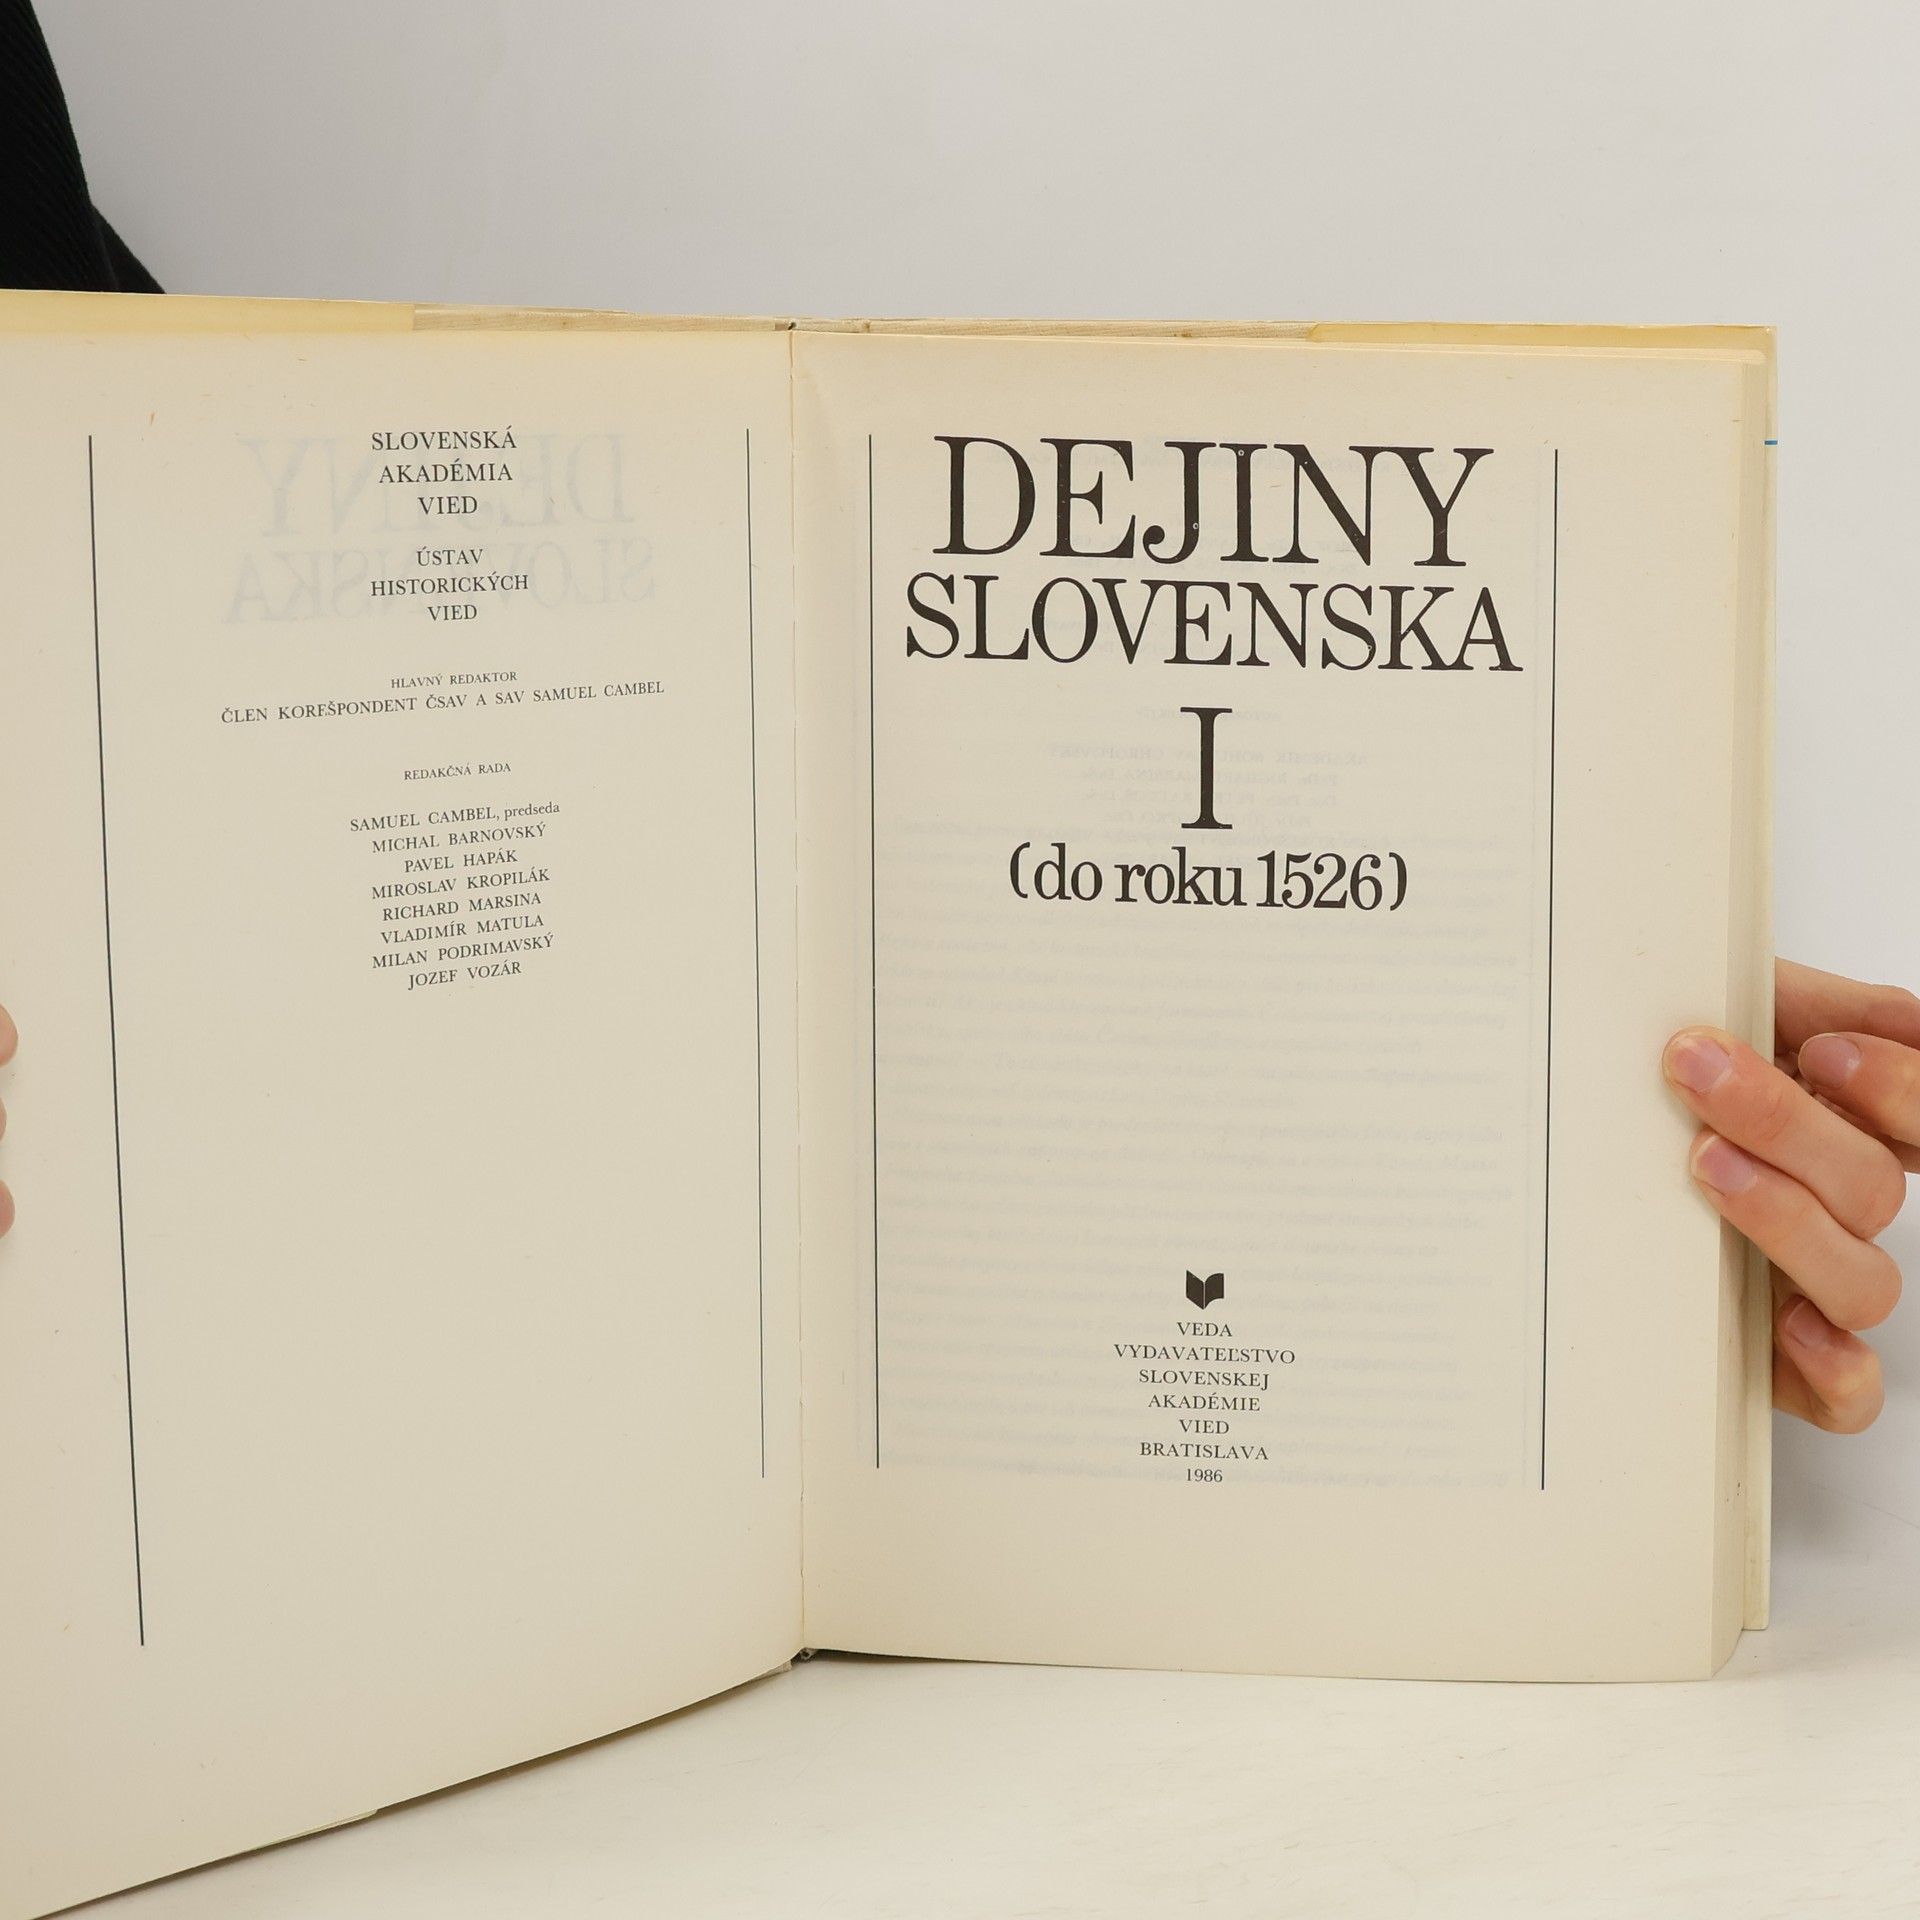 SLOVENSKÁ
AKADÉMIA
VIED
ÚSTAV
HISTORICKÝCH
VIED
HLAVNÝ REDAKTOR
ČLEN KOREŠPONDENT ČSAV A SAV SAMUEL CAMBEL
REDAKČNÁ RADA
SAMUEL CAMBEL, predseda
MICHAL BARNOVSKÝ
PAVEL HAPÁK
MIROSLAV KROPILÁK
RICHARD MARSINA
VLADIMÍR MATULA
MILAN PODRIMAVSKÝ
JOZEF VOZÁR
DEJINY
SLOVENSKA
I
(do roku 1526)
VEDA
VYDAVATEĽSTVO
SLOVENSKEJ
AKADÉMIE
VIED
BRATISLAVA
1986